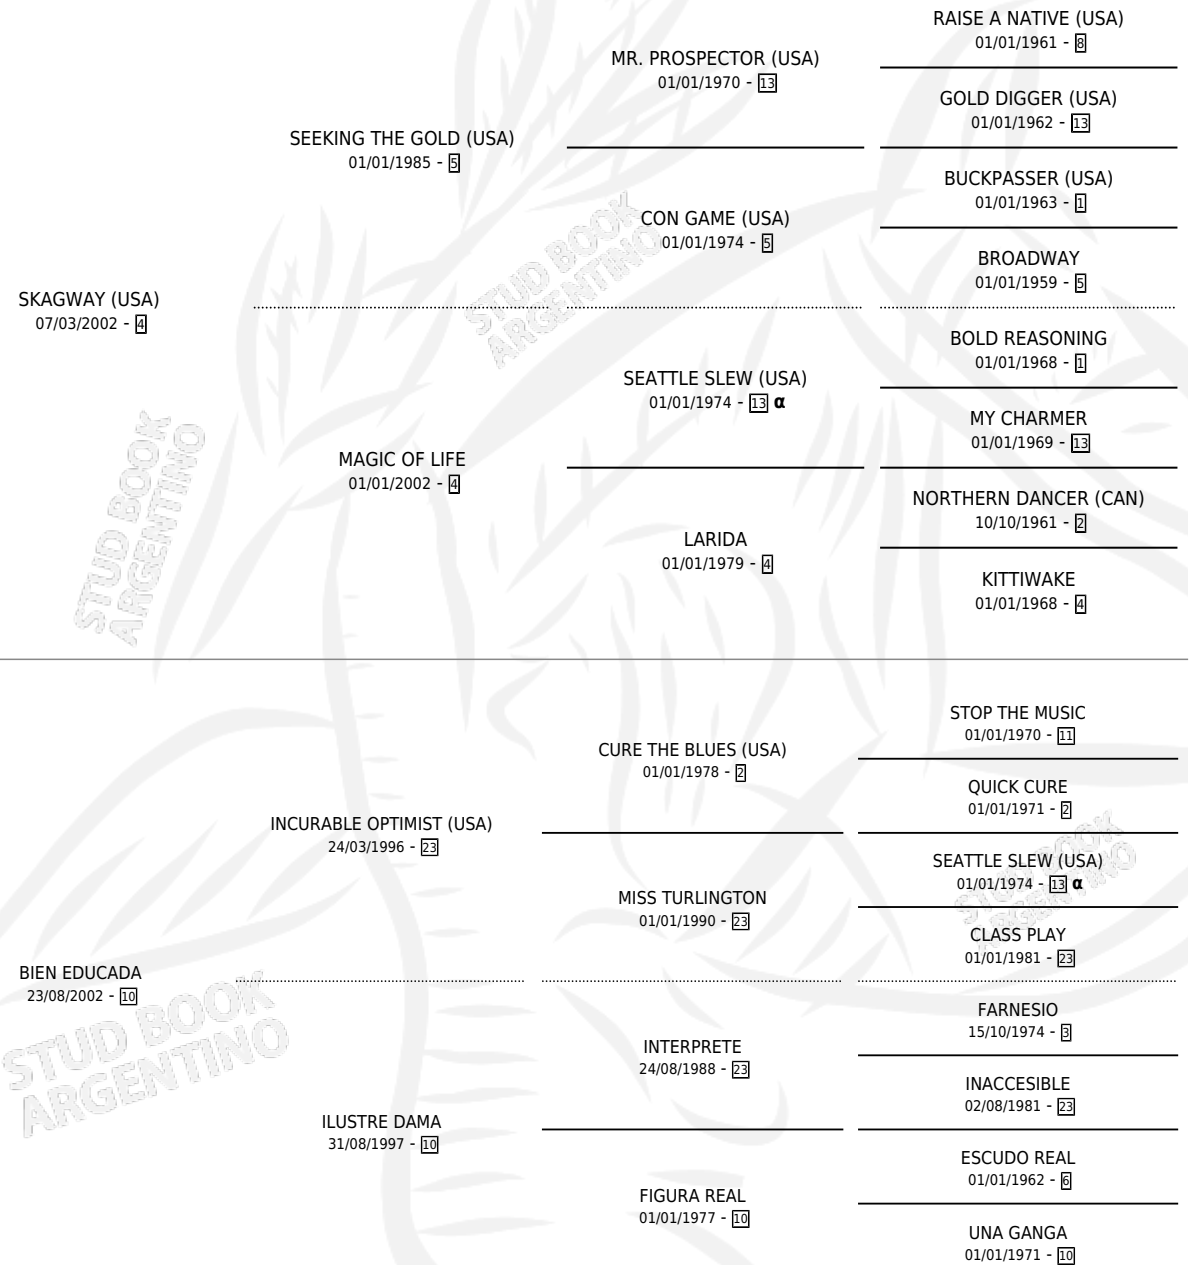 RAISE A NATIVE (USA)
01/01/1961 - 8
MR. PROSPECTOR (USA)
01/01/1970 - 13
GOLD DIGGER (USA)
01/01/1962 - 13
SEEKING THE GOLD (USA)
01/01/1985 - 5
BUCKPASSER (USA)
01/01/1963 - 1
CON GAME (USA)
01/01/1974 - 5
BROADWAY
01/01/1959 - 5
SKAGWAY (USA)
07/03/2002 - 4
BOLD REASONING
01/01/1968 - 1
SEATTLE SLEW (USA)
01/01/1974 - 13 α
MY CHARMER
01/01/1969 - 13
MAGIC OF LIFE
01/01/2002 - 4
NORTHERN DANCER (CAN)
10/10/1961 - 2
LARIDA
01/01/1979 - 4
KITTIWAKE
01/01/1968 - 4
STOP THE MUSIC
01/01/1970 - 11
CURE THE BLUES (USA)
01/01/1978 - 2
QUICK CURE
01/01/1971 - 2
INCURABLE OPTIMIST (USA)
24/03/1996 - 23
SEATTLE SLEW (USA)
01/01/1974 - 13 α
MISS TURLINGTON
01/01/1990 - 23
CLASS PLAY
01/01/1981 - 23
BIEN EDUCADA
23/08/2002 - 10
FARNESIO
15/10/1974 - 3
INTERPRETE
24/08/1988 - 23
INACCESIBLE
02/08/1981 - 23
ILUSTRE DAMA
31/08/1997 - 10
ESCUDO REAL
01/01/1962 - 6
FIGURA REAL
01/01/1977 - 10
UNA GANGA
01/01/1971 - 10
STUD BOOK
ARGENTINO
STUD BOOK
ARGENTINO
STUD BOOK
ARGENTINO
STUD BOOK
ARGENTINO